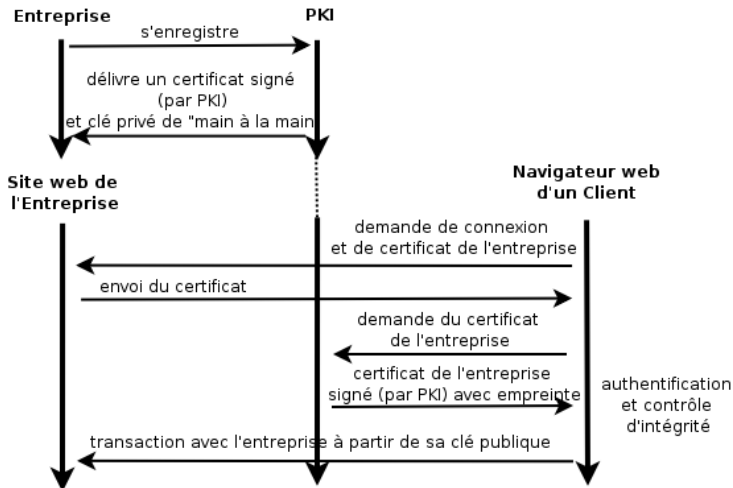 Entreprise
PKI
s'enregistre
délivre un certificat signé
(par PKI)
et clé privé de "main à la main
Site web de
l'Entreprise
Navigateur web
d'un Client
demande de connexion
et de certificat de l'entreprise
envoi du certificat
demande du certificat
de l'entreprise
certificat de l'entreprise
signé (par PKI) avec empreinte
authentification
et contrôle
d'intégrité
transaction avec l'entreprise à partir de sa clé publique